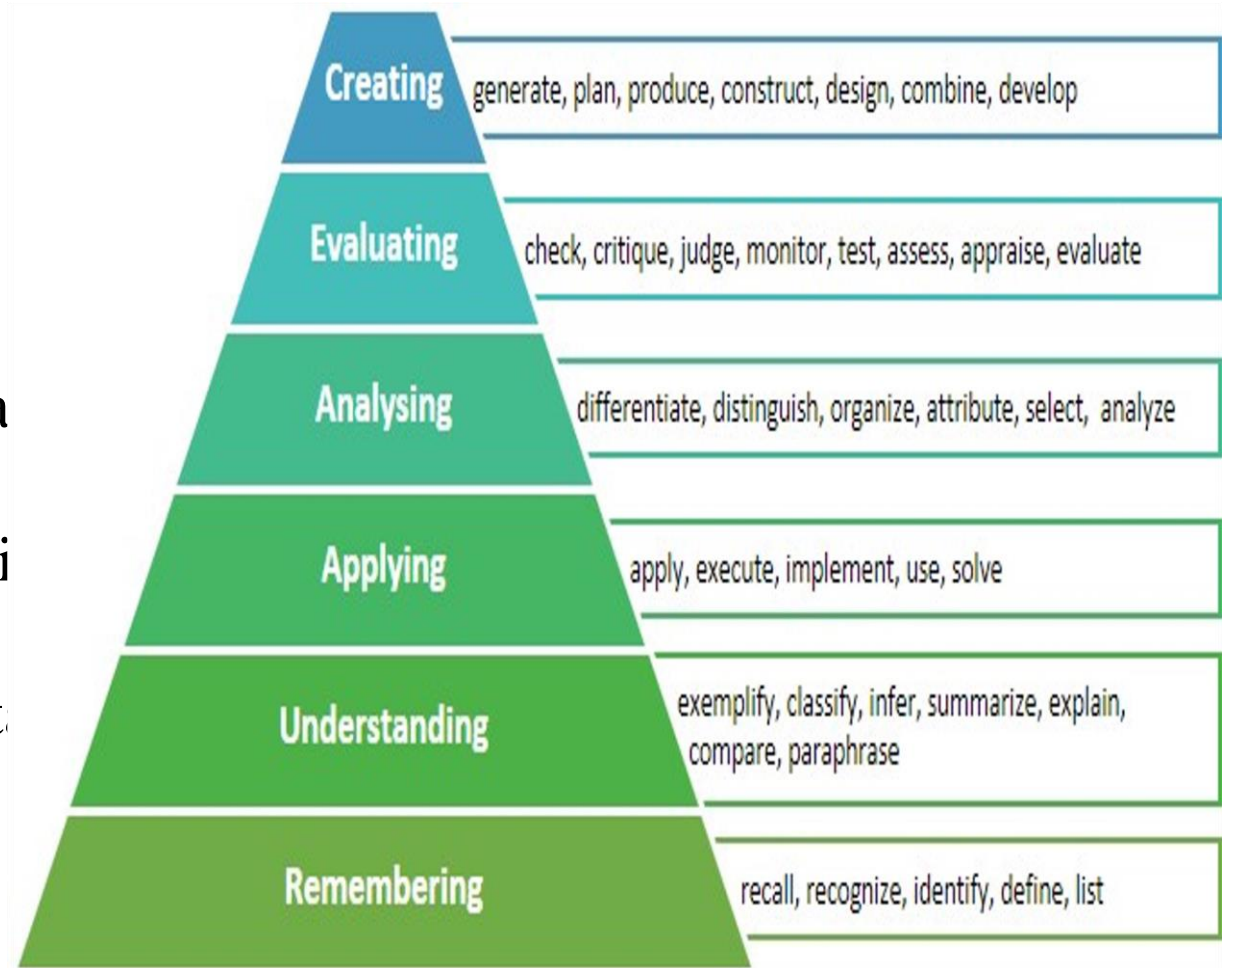 Creating
generate, plan, produce, construct, design, combine, develop
Evaluating
check, critique, judge, monitor, test, assess, appraise, evaluate
Analysing
differentiate, distinguish, organize, attribute, select, analyze
Applying
apply, execute, implement, use, solve
Understanding
exemplify, classify, infer, summarize, explain,
compare, paraphrase
Remembering
recall, recognize, identify, define, list